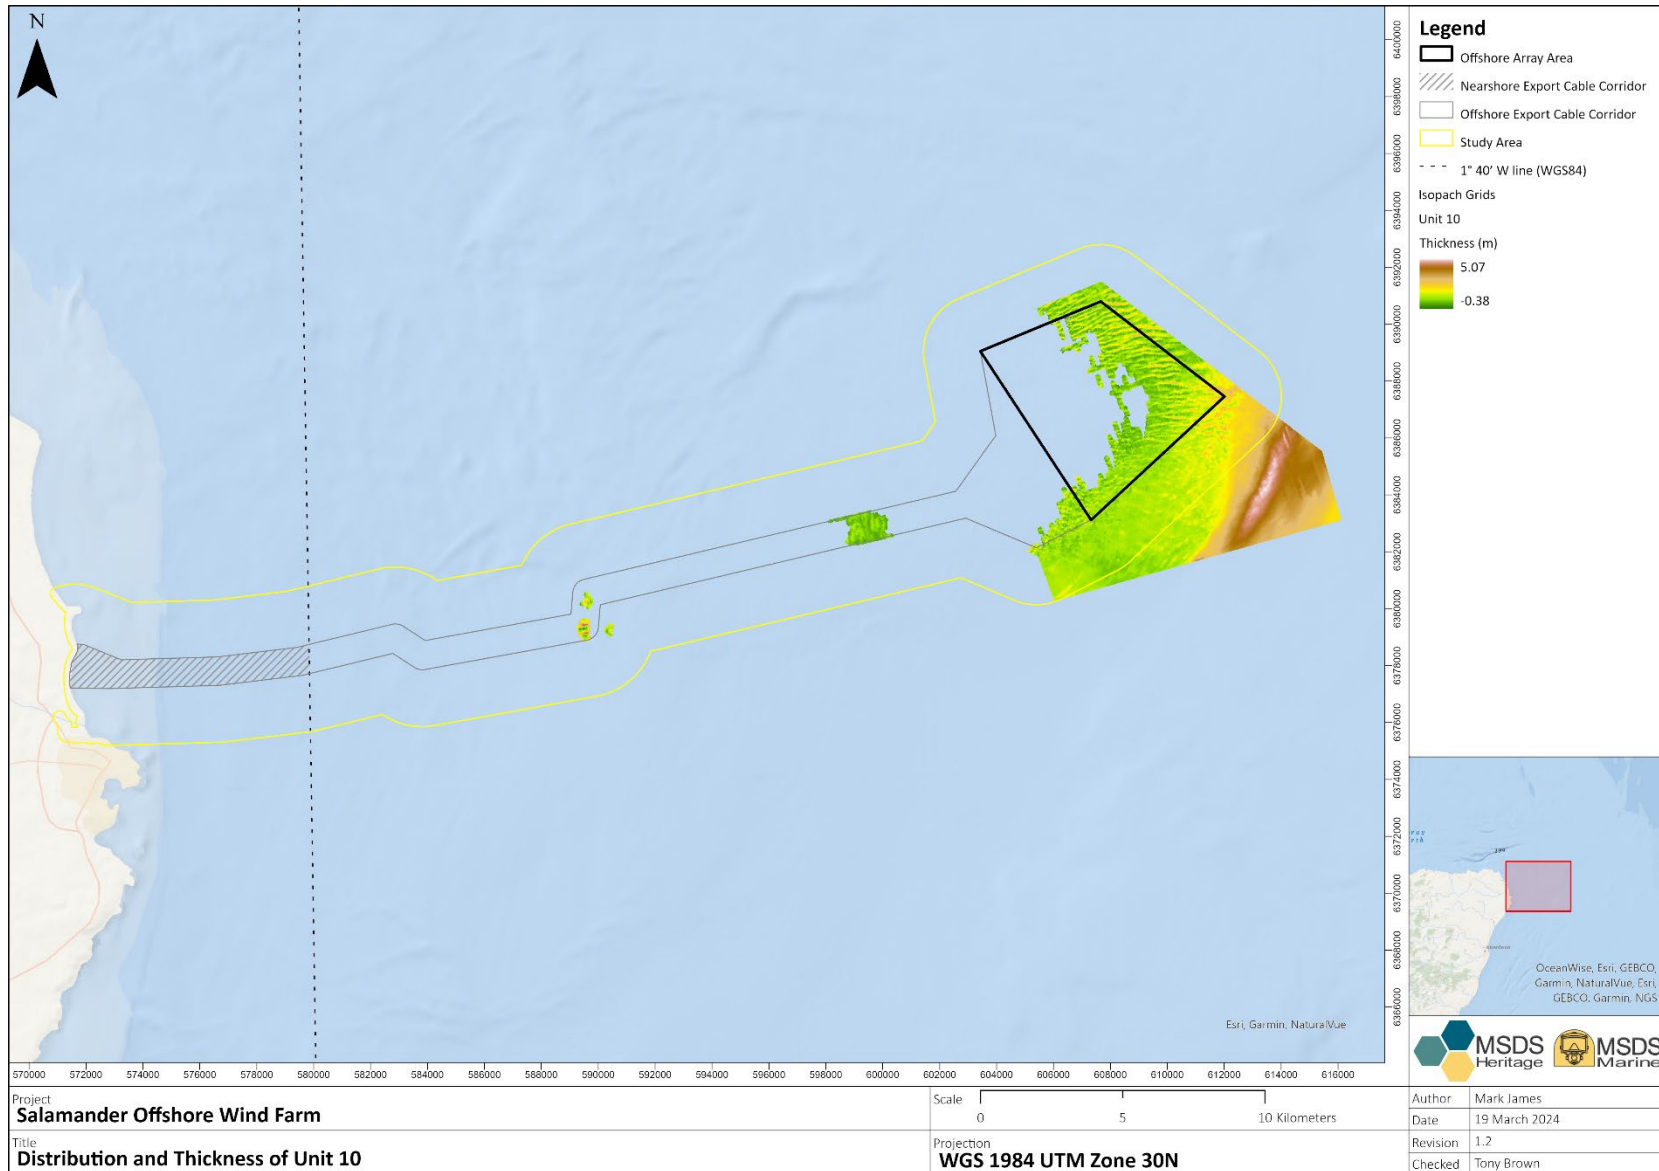 N
Legend
Offshore Array Area
Nearshore Export Cable Corridor
Offshore Export Cable Corridor
Study Area
1° 40' W line (WGS84)
Isopach Grids
Unit 10
Thickness (m)
5.07
-0.38
6400000
6398000
6396000
6394000
6392000
6390000
6388000
6386000
6384000
6382000
6380000
6378000
6376000
6374000
6372000
6370000
6368000
6366000
Esri, Garmin, NaturalVue
570000 572000 574000 576000 578000 580000 582000 584000 586000 588000 590000 592000 594000 596000 598000 600000 602000 604000 606000 608000 610000 612000 614000 616000
OceanWise, Esri, GEBCO,
Garmin, NaturalVue, Esri,
GEBCO, Garmin, NGS
MSDS
Heritage
MSDS
Marine
Project
Salamander Offshore Wind Farm
Scale
0 5 10 Kilometers
Author Mark James
Date 19 March 2024
Title
Distribution and Thickness of Unit 10
Projection
WGS 1984 UTM Zone 30N
Revision 1.2
Checked Tony Brown